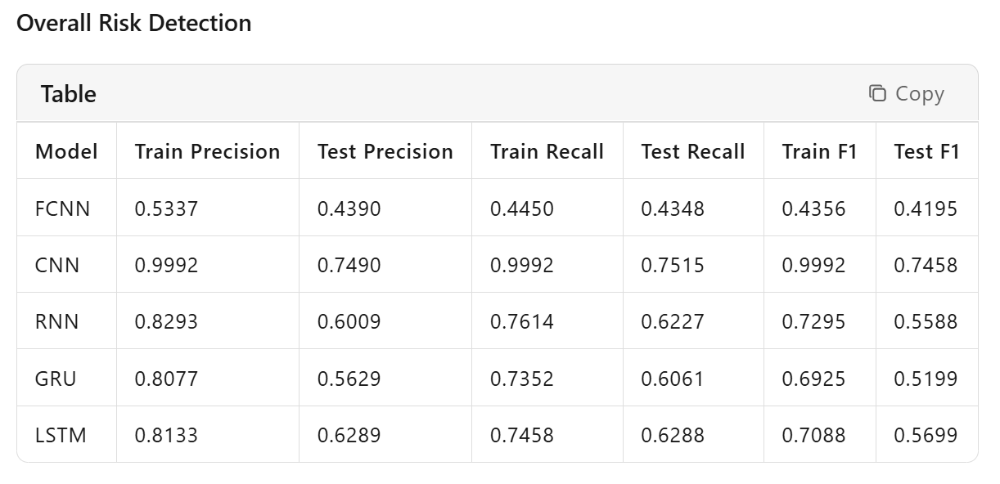 Overall Risk Detection
Table Copy
Model Train Precision Test Precision Train Recall Test Recall Train F1 Test F1
FCNN 0.5337 0.4390 0.4450 0.4348 0.4356 0.4195
CNN 0.9992 0.7490 0.9992 0.7515 0.9992 0.7458
RNN 0.8293 0.6009 0.7614 0.6227 0.7295 0.5588
GRU 0.8077 0.5629 0.7352 0.6061 0.6925 0.5199
LSTM 0.8133 0.6289 0.7458 0.6288 0.7088 0.5699